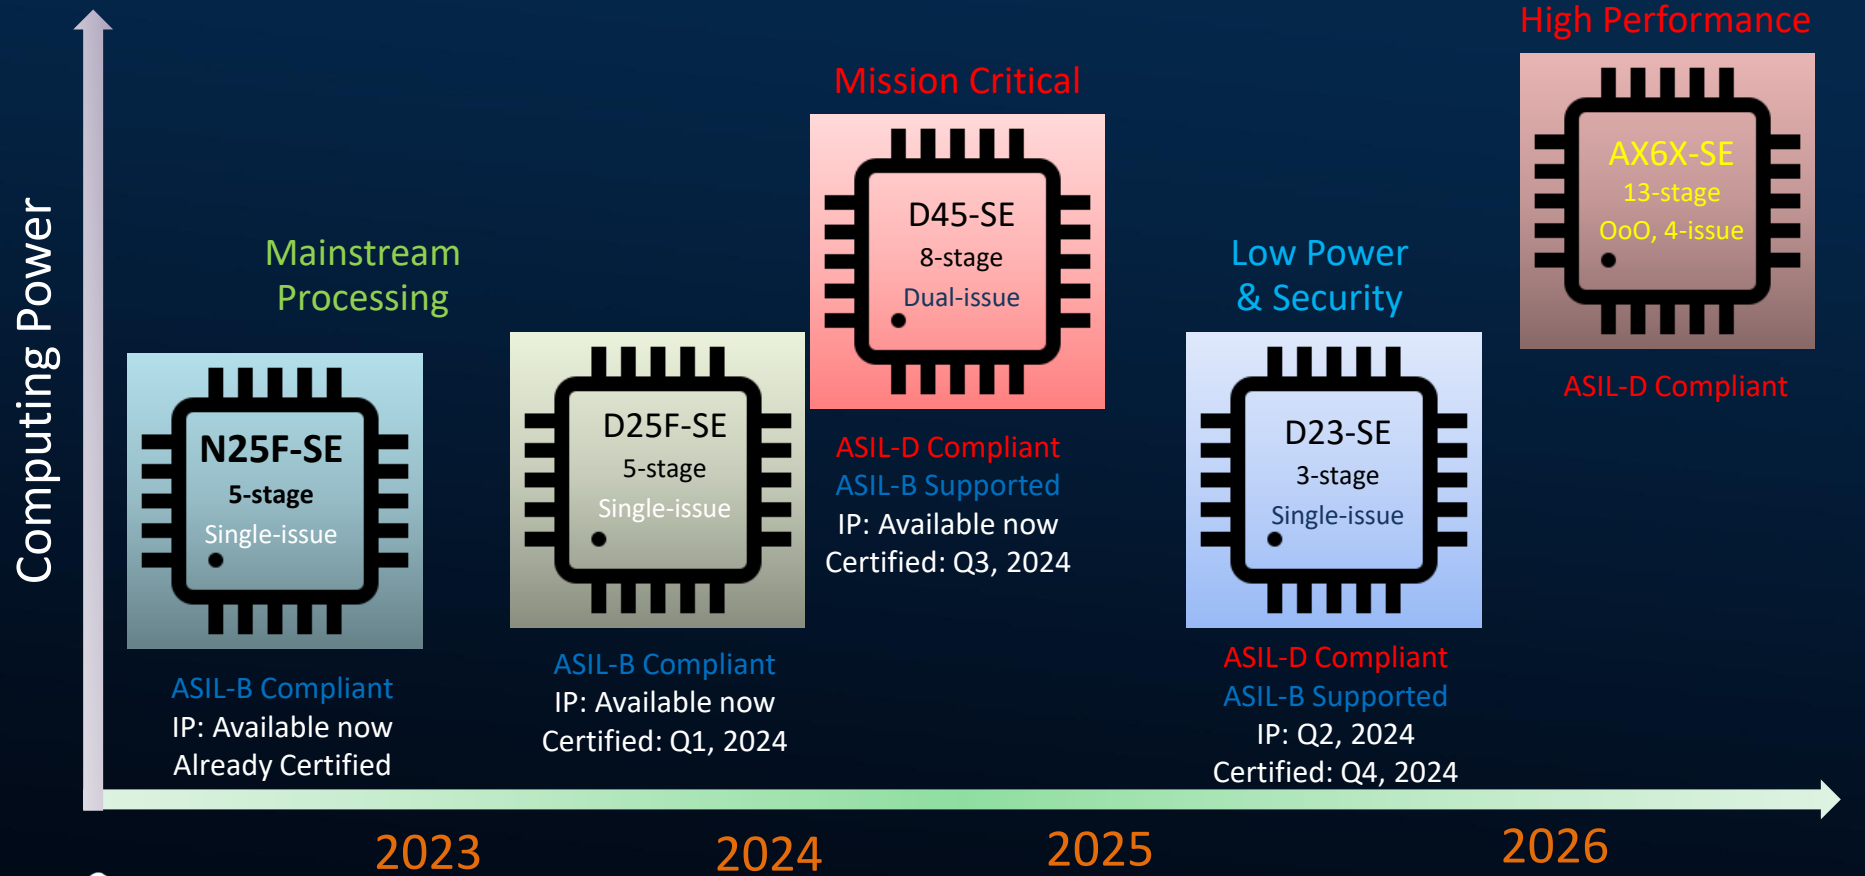 High Performance
Mission Critical
AX6X-SE
13-stage
OoO, 4-issue
ASIL-D Compliant
Computing Power
Mainstream
Processing
D45-SE
8-stage
Dual-issue
Low Power
& Security
N25F-SE
5-stage
Single-issue
D25F-SE
5-stage
Single-issue
D23-SE
3-stage
Single-issue
ASIL-D Compliant
ASIL-B Supported
IP: Available now
Certified: Q3, 2024
ASIL-B Compliant
IP: Available now
Already Certified
ASIL-B Compliant
IP: Available now
Certified: Q1, 2024
ASIL-D Compliant
ASIL-B Supported
IP: Q2, 2024
Certified: Q4, 2024
2023
2024
2025
2026